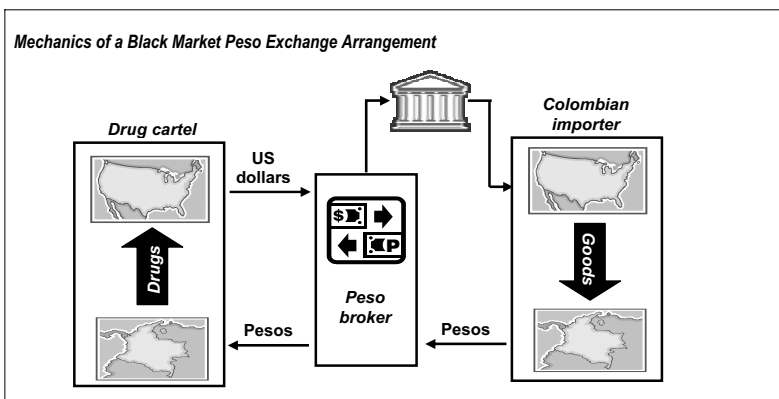 Mechanics of a Black Market Peso Exchange Arrangement
Drug cartel
Colombian
importer
US
dollars
$
P
Drugs
Goods
Peso
broker
Pesos
Pesos